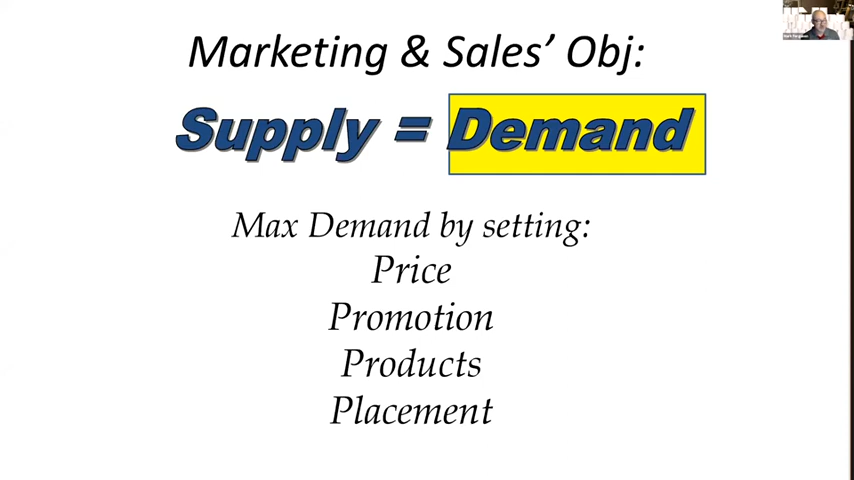 Marketing & Sales' Obj:
Supply = Demand
Max Demand by setting:
Price
Promotion
Products
Placement